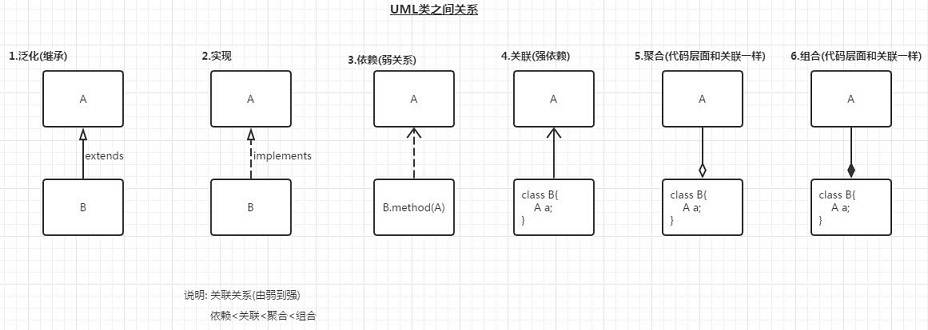 UML类之间关系
1.泛化(继承)
A
extends
B
2.实现
A
implements
B
3.依赖(弱关系)
A
B.method(A)
4.关联(强依赖)
A
class B{
A a;
}
5.聚合(代码层面和关联一样)
A
class B{
A a;
}
6.组合(代码层面和关联一样)
A
class B{
A a;
}
说明: 关联关系(由弱到强)
依赖<关联<聚合<组合